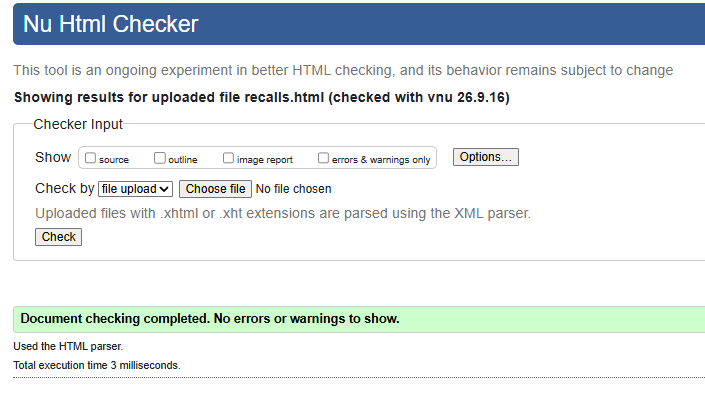 Nu Html Checker
This tool is an ongoing experiment in better HTML checking, and its behavior remains subject to change
Showing results for uploaded file recalls.html (checked with vnu 26.9.16)
Checker Input
Show source outline image report errors & warnings only Options...
Check by file upload Choose file No file chosen
Uploaded files with .xhtml or .xht extensions are parsed using the XML parser.
Check
Document checking completed. No errors or warnings to show.
Used the HTML parser.
Total execution time 3 milliseconds.